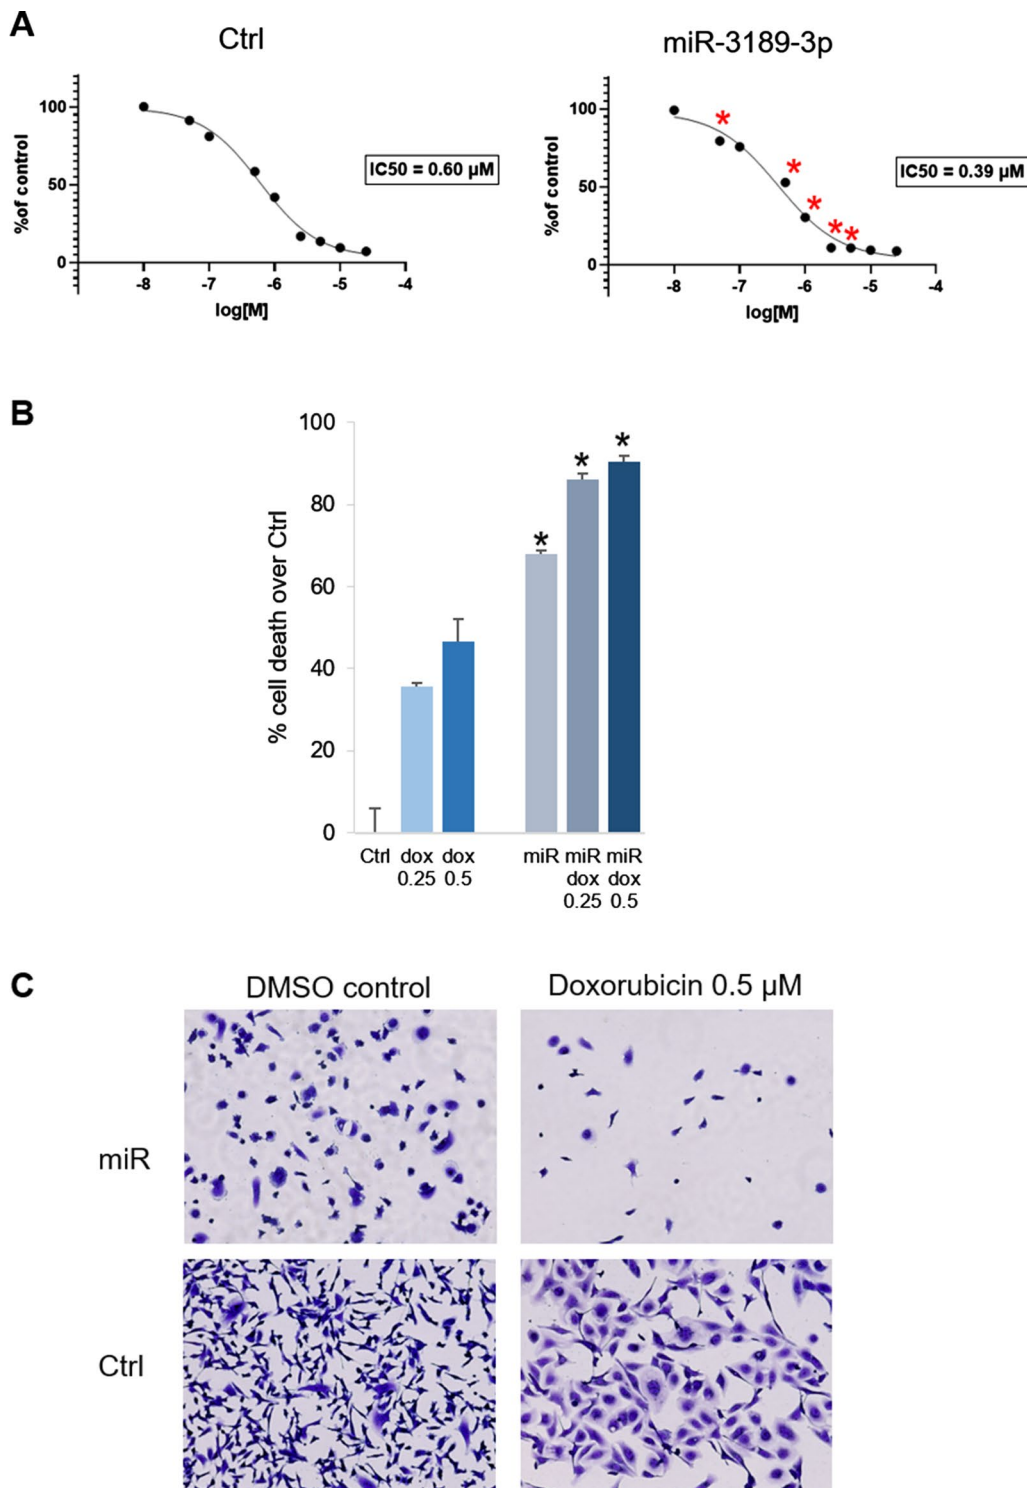 A
Ctrl
miR-3189-3p
%of control
100
50
0
IC50 = 0.60 µM
-8 -7 -6 -5 -4
log[M]
%of control
100
50
0
* * * * *
IC50 = 0.39 µM
-8 -7 -6 -5 -4
log[M]
B
% cell death over Ctrl
100
80
60
40
20
0
* * *
Ctrl dox dox miR miR miR
0.25 0.5 dox dox
0.25 0.5
C
DMSO control
Doxorubicin 0.5 µM
miR
Ctrl